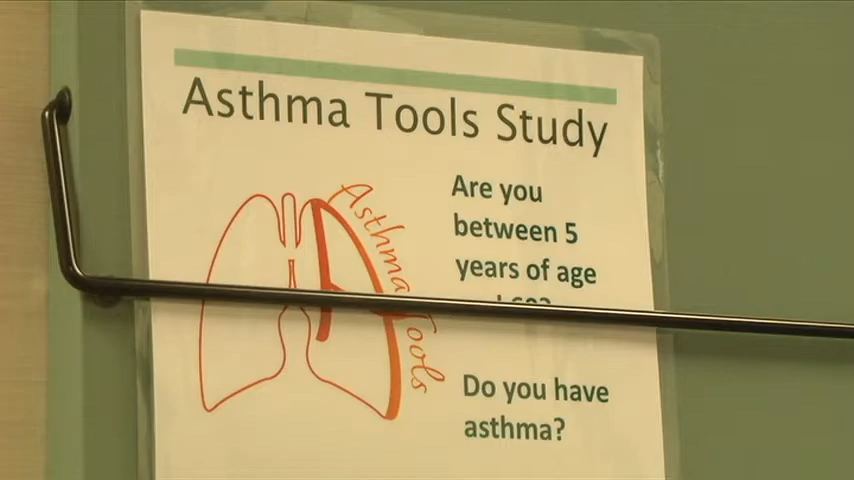 Asthma Tools Study
Asthma Tools
Are you
between 5
years of age
Do you have
asthma?